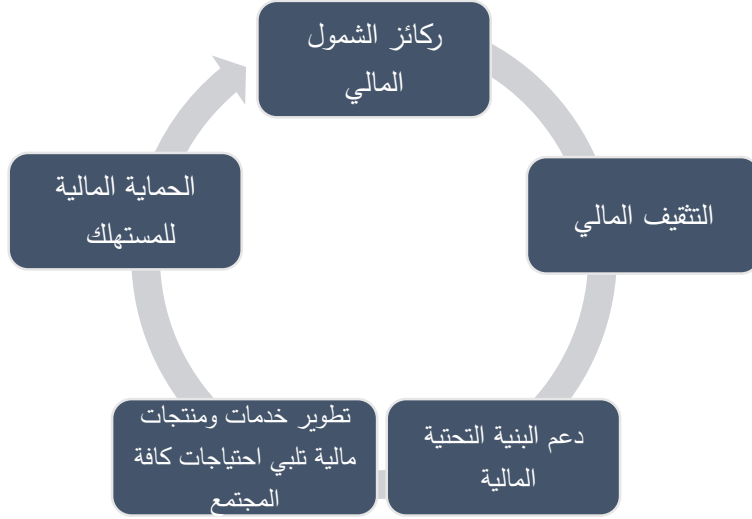 ركائز الشمول
المالي
التثقيف المالي
دعم البنية التحتية
المالية
تطوير خدمات ومنتجات
مالية تلبي احتياجات كافة
المجتمع
الحماية المالية
للمستهلك